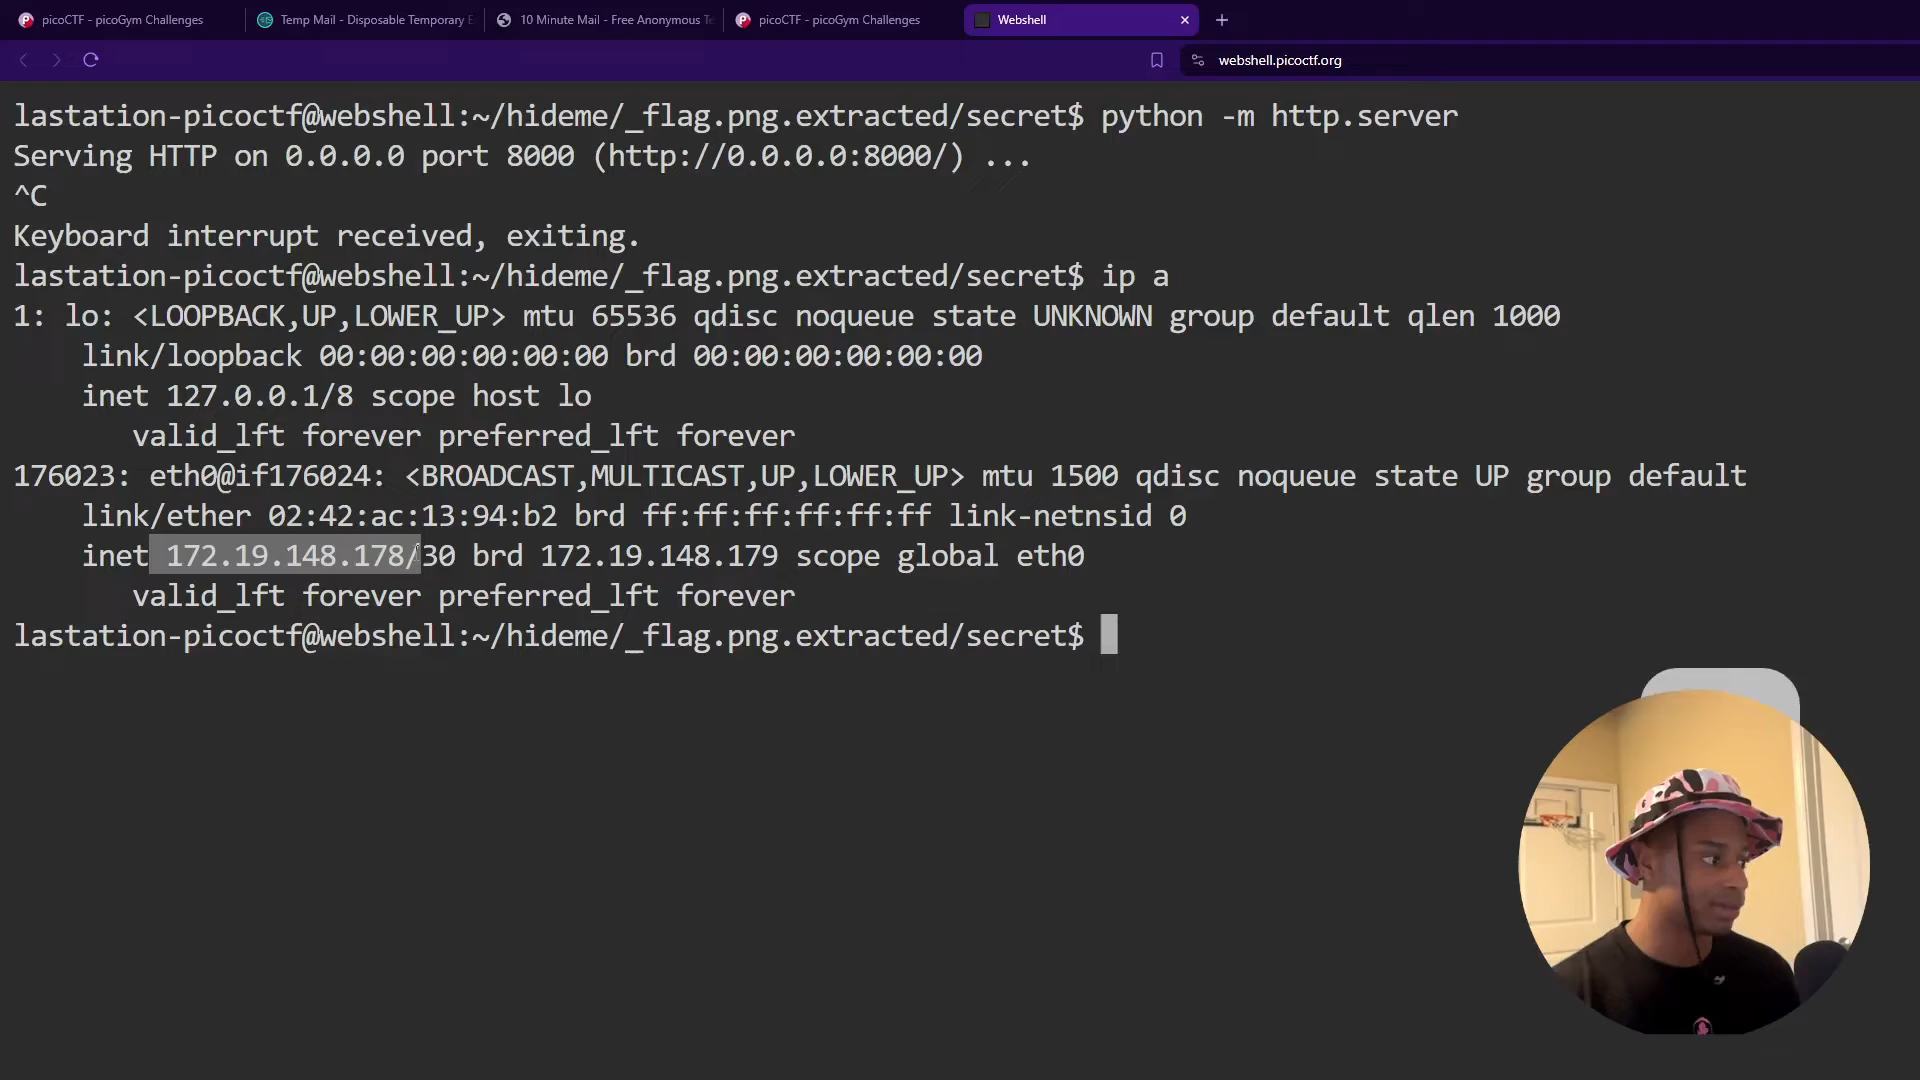 picoCTF - picoGym Challenges
Temp Mail - Disposable Temporary E
10 Minute Mail - Free Anonymous Te
picoCTF - picoGym Challenges
Webshell
webshell.picoctf.org
lastation-picoctf@webshell:~/hideme/_flag.png.extracted/secret$ python -m http.server
Serving HTTP on 0.0.0.0 port 8000 (http://0.0.0.0:8000/) ...
^C
Keyboard interrupt received, exiting.
lastation-picoctf@webshell:~/hideme/_flag.png.extracted/secret$ ip a
1: lo: <LOOPBACK,UP,LOWER_UP> mtu 65536 qdisc noqueue state UNKNOWN group default qlen 1000
link/loopback 00:00:00:00:00:00 brd 00:00:00:00:00:00
inet 127.0.0.1/8 scope host lo
valid_lft forever preferred_lft forever
176023: eth0@if176024: <BROADCAST,MULTICAST,UP,LOWER_UP> mtu 1500 qdisc noqueue state UP group default
link/ether 02:42:ac:13:94:b2 brd ff:ff:ff:ff:ff:ff link-netnsid 0
inet 172.19.148.178/30 brd 172.19.148.179 scope global eth0
valid_lft forever preferred_lft forever
lastation-picoctf@webshell:~/hideme/_flag.png.extracted/secret$